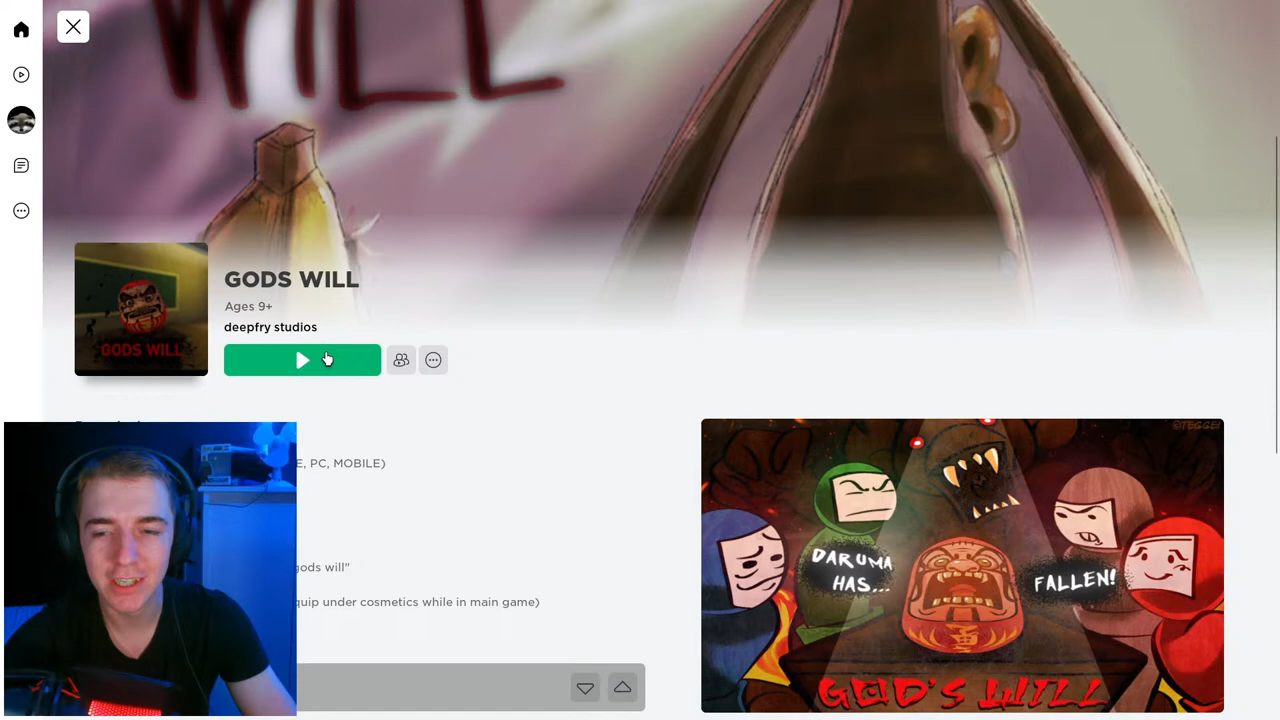 WILL
GODS WILL
GODS WILL
Ages 9+
deepfry studios
E, PC, MOBILE)
gods will"
quip under cosmetics while in main game)
©TEGGEI
DARUMA
HAS...
FALLEN!
GOD'S WILL